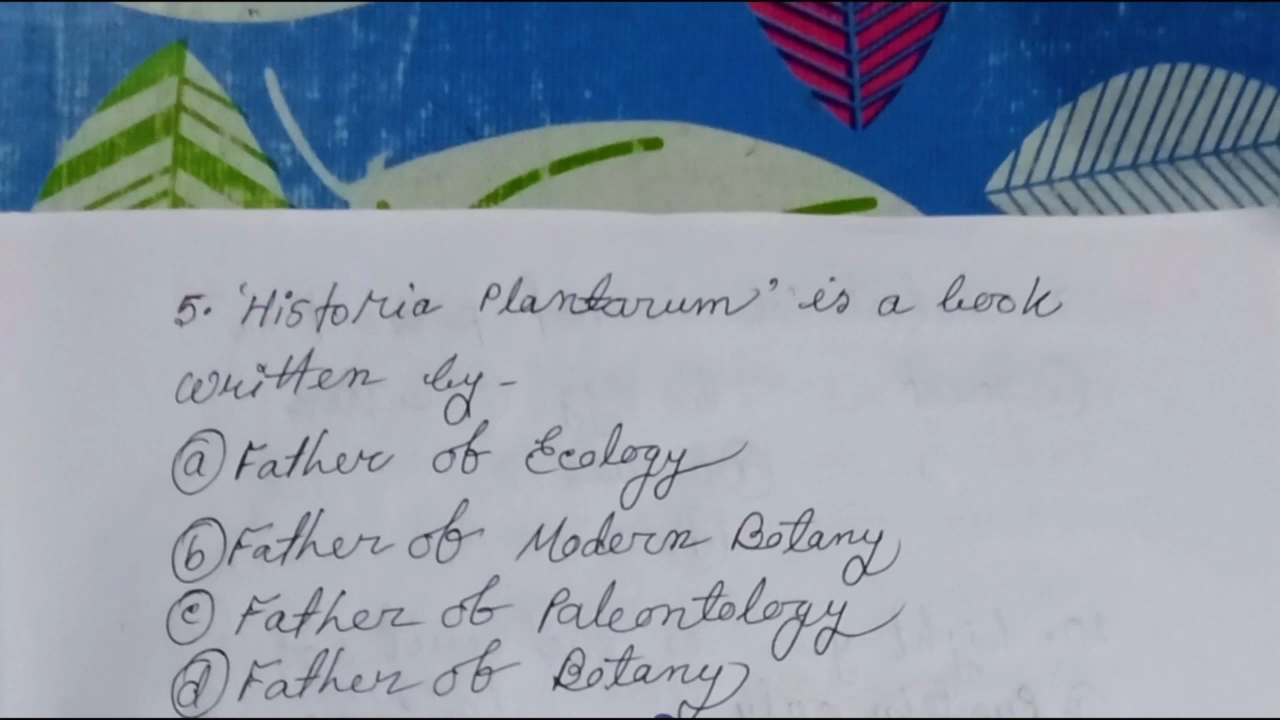 5. 'Historia Plantarum' is a book
written by -
ⓐ Father of Ecology
ⓑ Father of Modern Botany
ⓒ Father of Paleontology
ⓓ Father of Botany